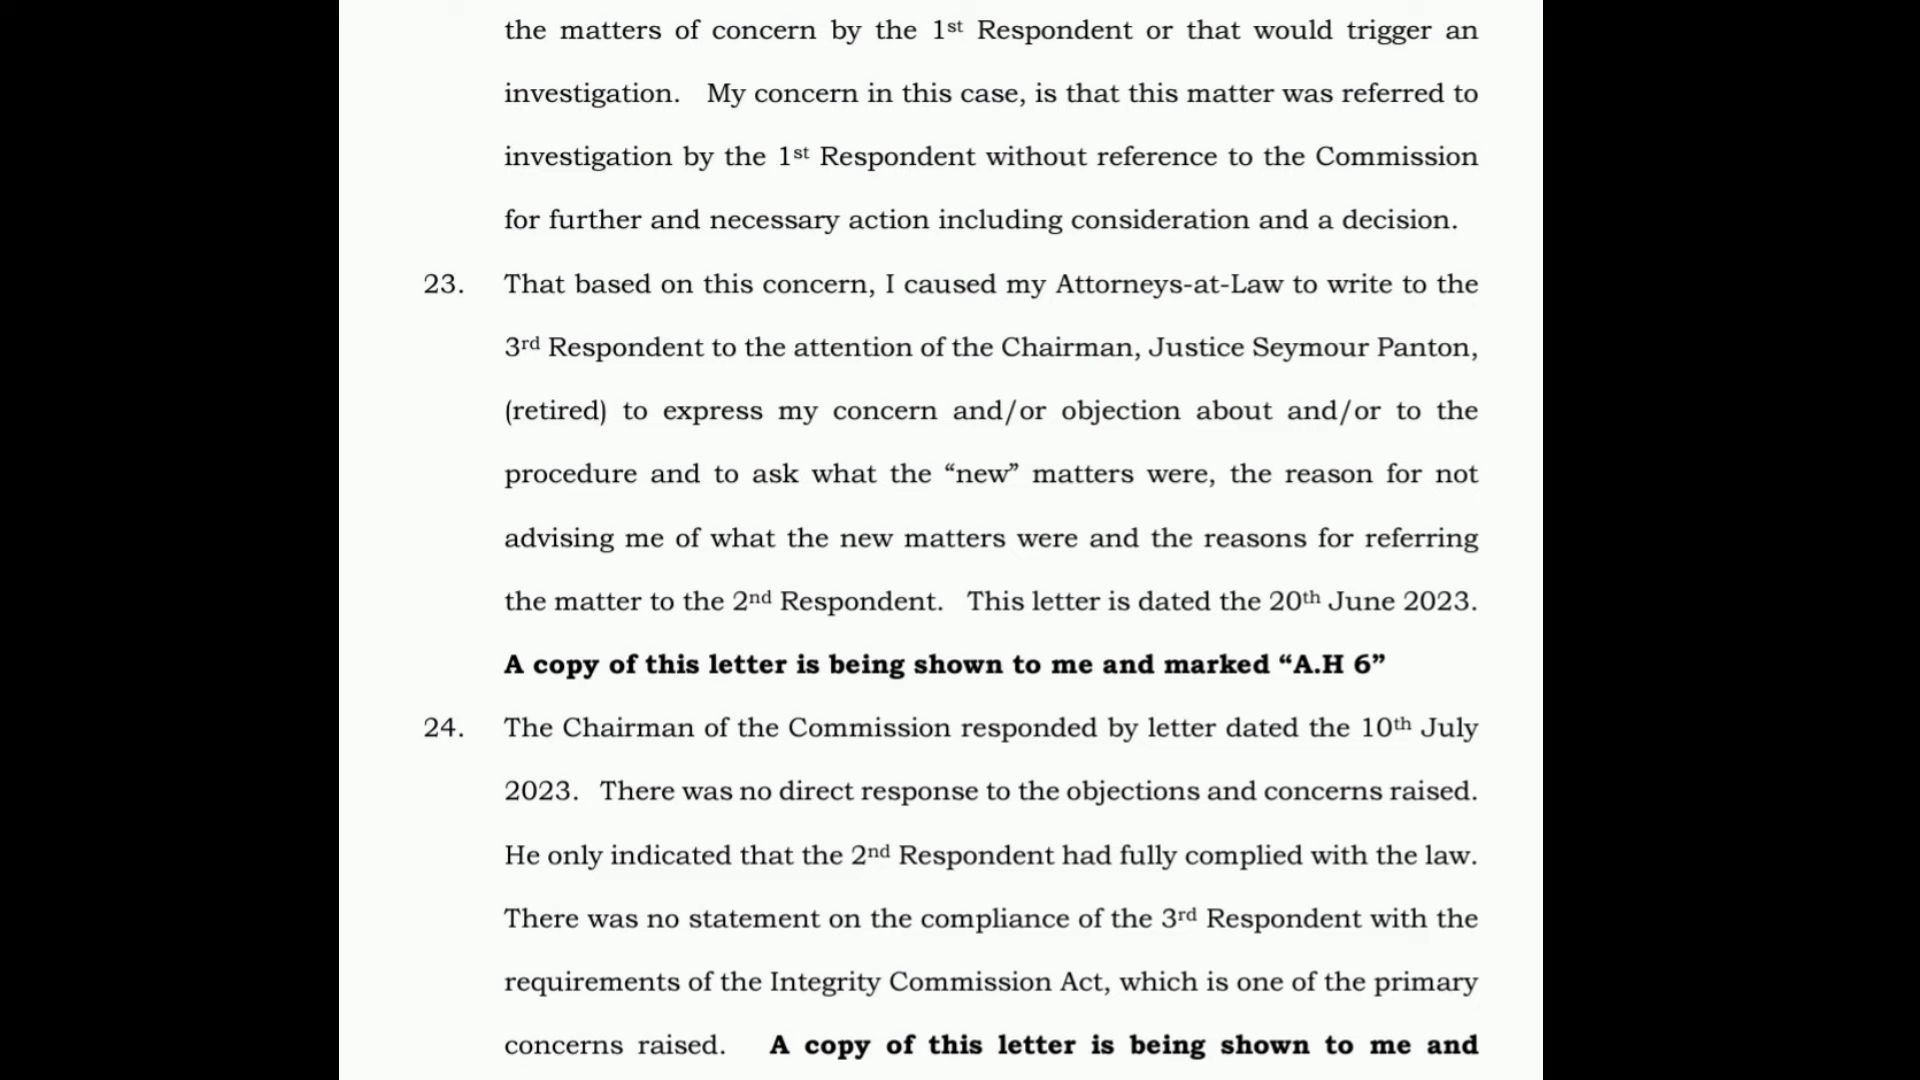 the matters of concern by the 1st Respondent or that would trigger an
investigation. My concern in this case, is that this matter was referred to
investigation by the 1st Respondent without reference to the Commission
for further and necessary action including consideration and a decision.
23. That based on this concern, I caused my Attorneys-at-Law to write to the
3rd Respondent to the attention of the Chairman, Justice Seymour Panton,
(retired) to express my concern and/or objection about and/or to the
procedure and to ask what the “new” matters were, the reason for not
advising me of what the new matters were and the reasons for referring
the matter to the 2nd Respondent. This letter is dated the 20th June 2023.
A copy of this letter is being shown to me and marked “A.H 6”
24. The Chairman of the Commission responded by letter dated the 10th July
2023. There was no direct response to the objections and concerns raised.
He only indicated that the 2nd Respondent had fully complied with the law.
There was no statement on the compliance of the 3rd Respondent with the
requirements of the Integrity Commission Act, which is one of the primary
concerns raised. A copy of this letter is being shown to me and